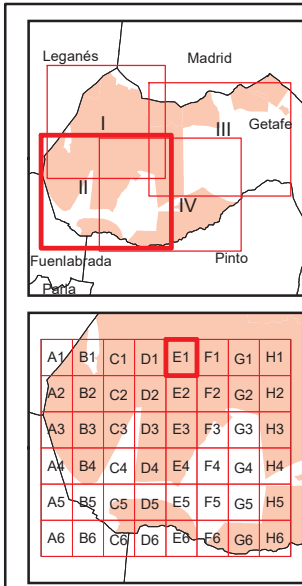 Leganés Madrid
I
III
Getafe
II
IV
Fuenlabrada Pinto
Parla
A1 B1 C1 D1 E1 F1 G1 H1
A2 B2 C2 D2 E2 F2 G2 H2
A3 B3 C3 D3 E3 F3 G3 H3
A4 B4 C4 D4 E4 F4 G4 H4
A5 B5 C5 D5 E5 F5 G5 H5
A6 B6 C6 D6 E6 F6 G6 H6